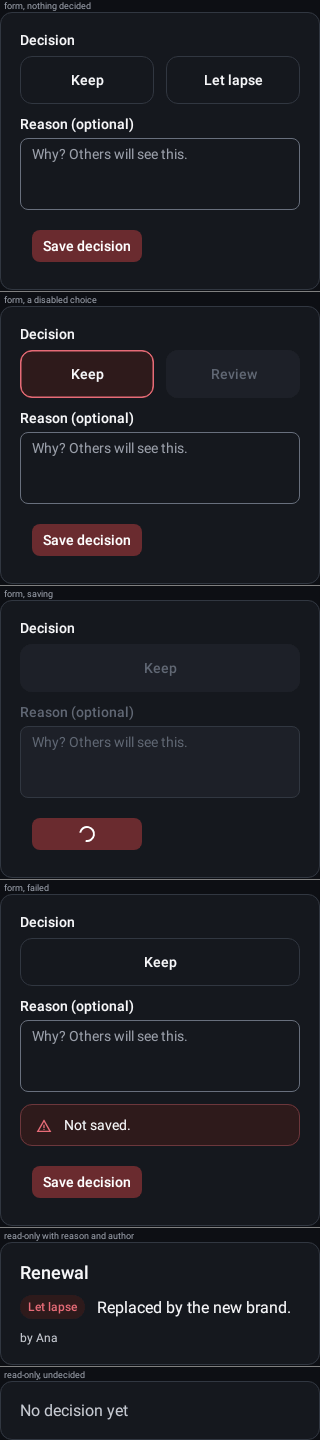 form, nothing decided
Decision
Keep
Let lapse
Reason (optional)
Why? Others will see this.
Save decision
form, a disabled choice
Decision
Keep
Review
Reason (optional)
Why? Others will see this.
Save decision
form, saving
Decision
Keep
Reason (optional)
Why? Others will see this.
form, failed
Decision
Keep
Reason (optional)
Why? Others will see this.
Not saved.
Save decision
read-only with reason and author
Renewal
Let lapse
Replaced by the new brand.
by Ana
read-only, undecided
No decision yet